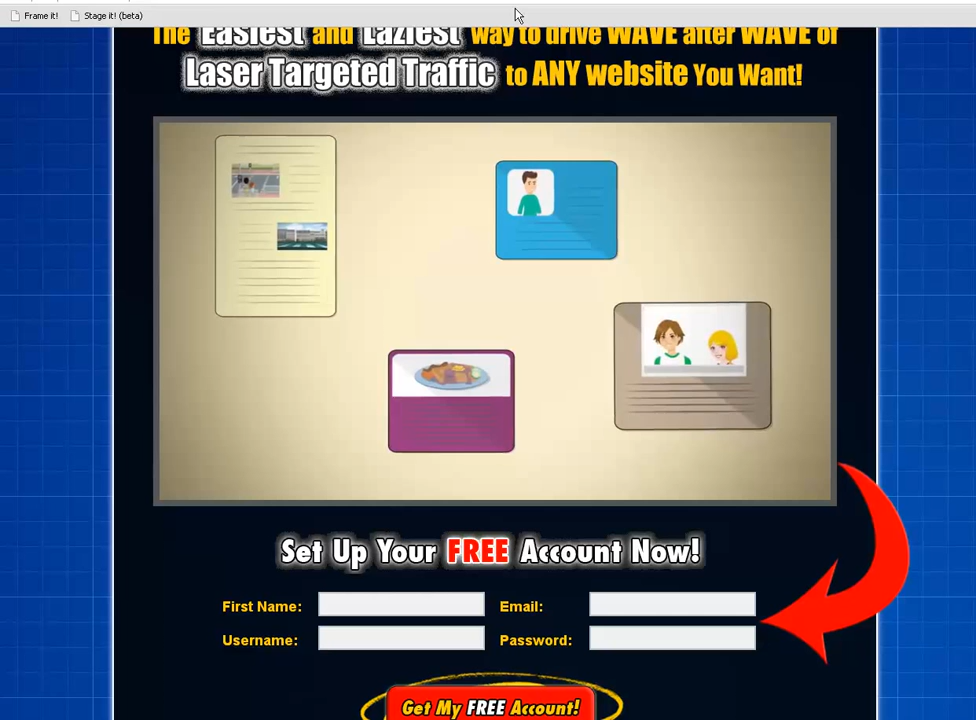 Frame it! Stage it! (beta)
The Easiest and Laziest way to drive WAVE after WAVE of
Laser Targeted Traffic to ANY website You Want!
Set Up Your FREE Account Now!
First Name: Email:
Username: Password:
Get My FREE Account!